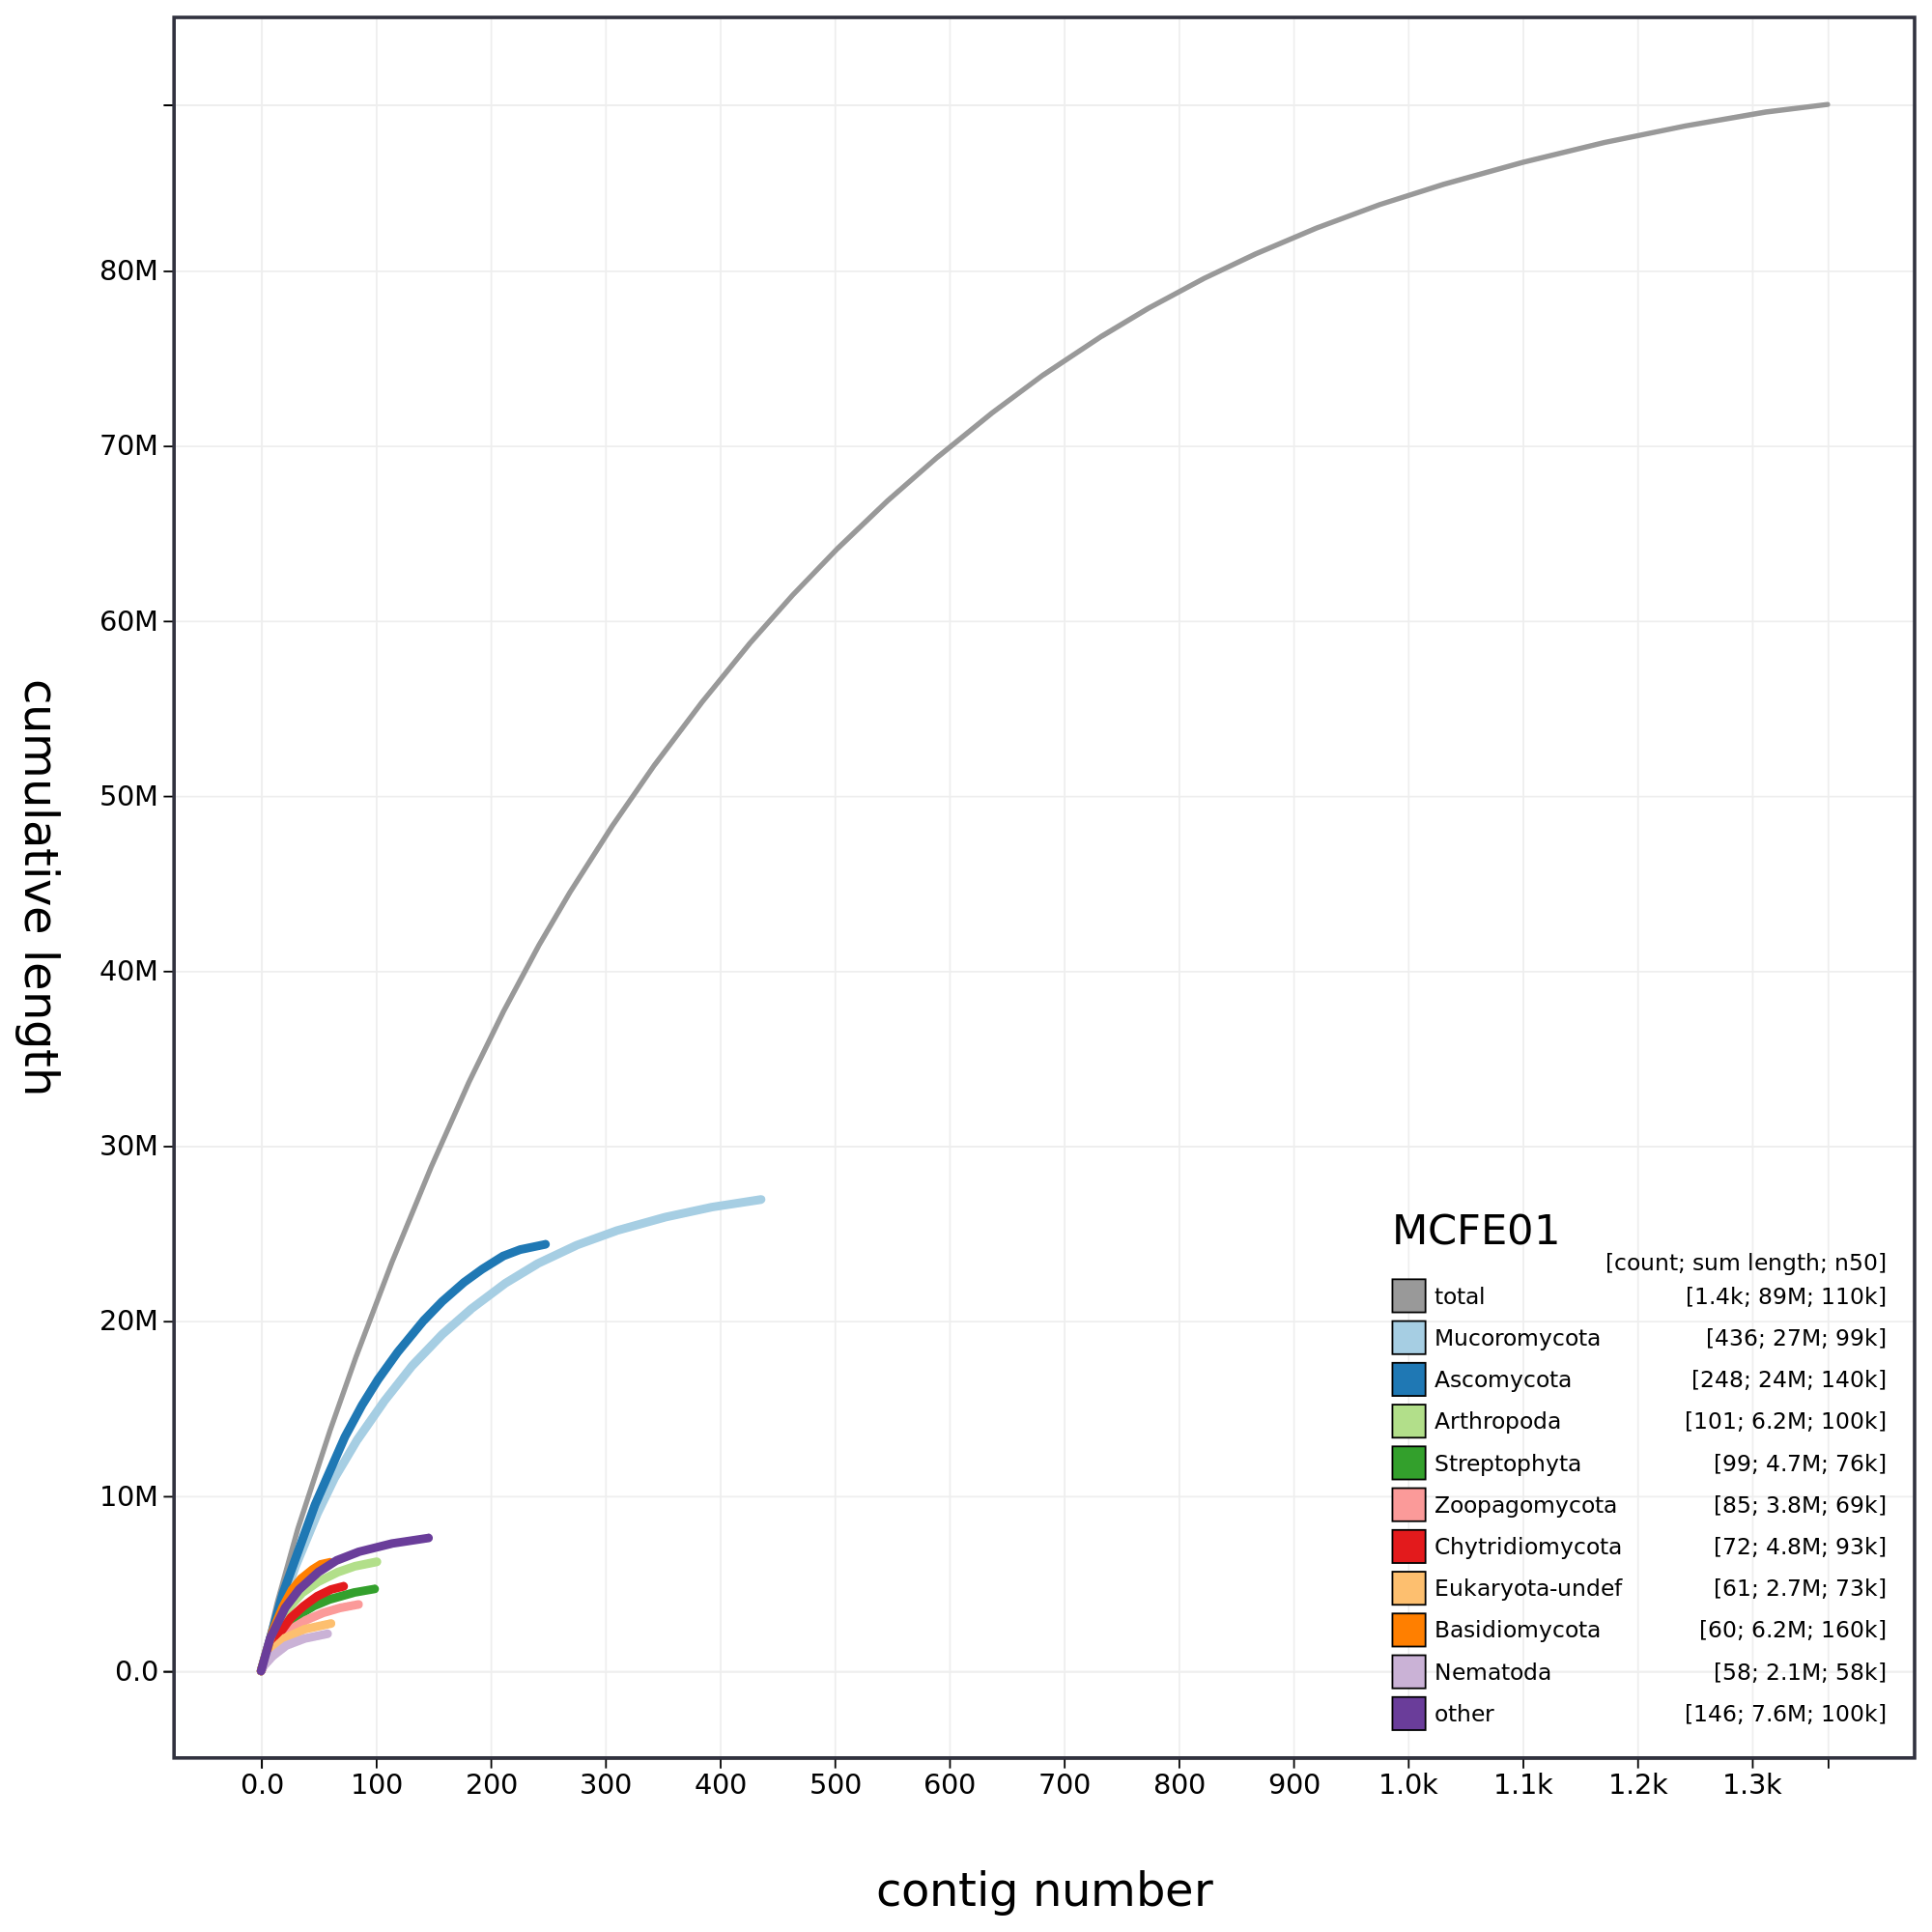 cumulative length
80M
70M
60M
50M
40M
30M
20M
10M
0.0
MCFE01
[count; sum length; n50]
total [1.4k; 89M; 110k]
Mucoromycota [436; 27M; 99k]
Ascomycota [248; 24M; 140k]
Arthropoda [101; 6.2M; 100k]
Streptophyta [99; 4.7M; 76k]
Zoopagomycota [85; 3.8M; 69k]
Chytridiomycota [72; 4.8M; 93k]
Eukaryota-undef [61; 2.7M; 73k]
Basidiomycota [60; 6.2M; 160k]
Nematoda [58; 2.1M; 58k]
other [146; 7.6M; 100k]
0.0 100 200 300 400 500 600 700 800 900 1.0k 1.1k 1.2k 1.3k
contig number